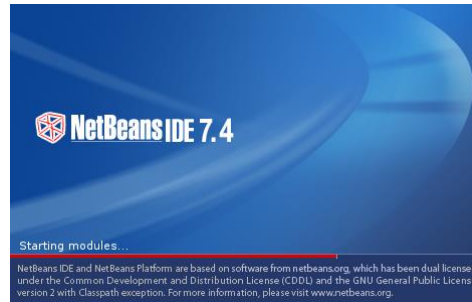 NetBeans IDE 7.4
Starting modules...
NetBeans IDE and NetBeans Platform are based on software from netbeans.org, which has been dual license
under the Common Development and Distribution License (CDDL) and the GNU General Public License
version 2 with Classpath exception. For more information, please visit www.netbeans.org.